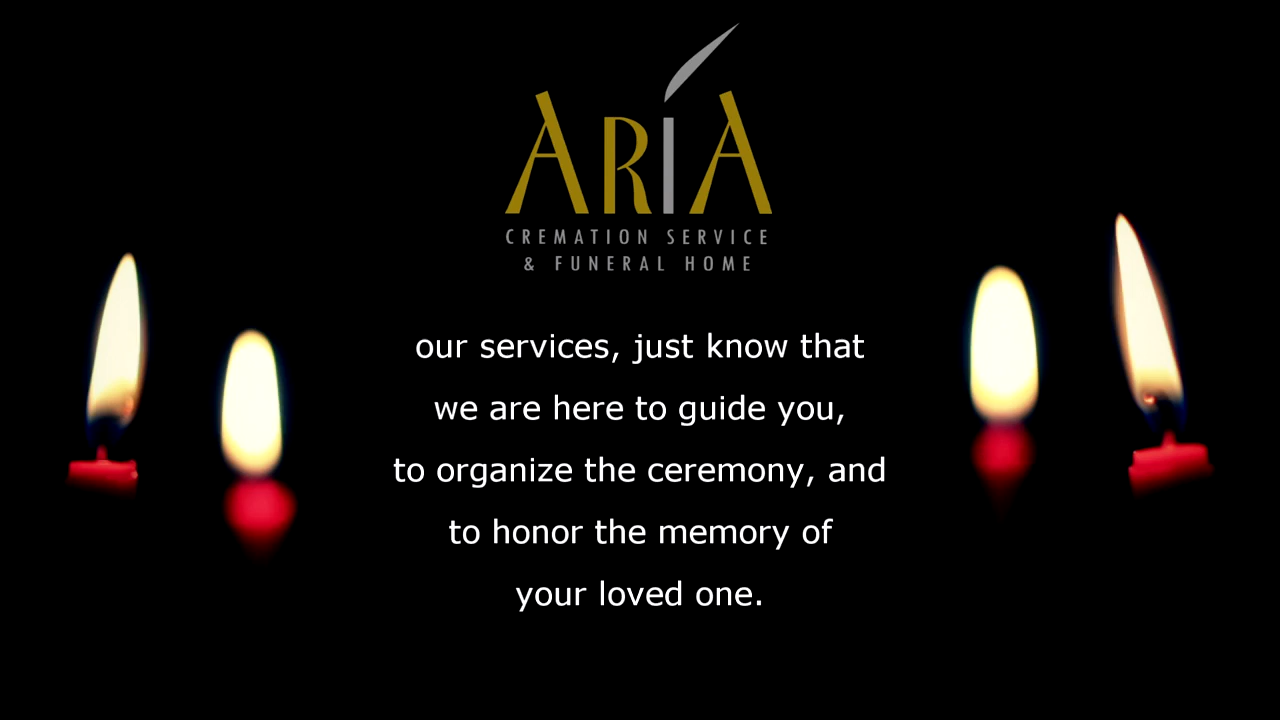 ARIA
CREMATION SERVICE
& FUNERAL HOME
our services, just know that
we are here to guide you,
to organize the ceremony, and
to honor the memory of
your loved one.